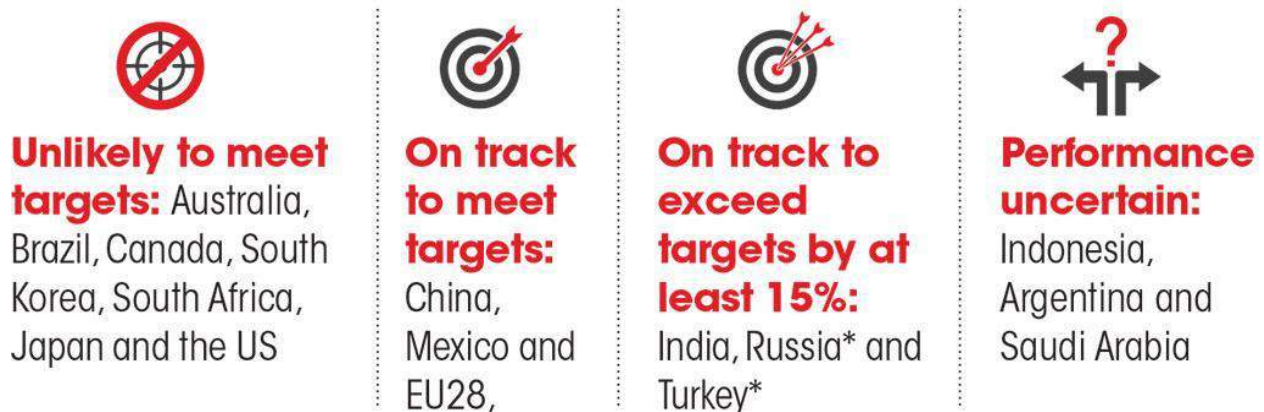 Unlikely to meet
targets: Australia,
Brazil, Canada, South
Korea, South Africa,
Japan and the US
On track
to meet
targets:
China,
Mexico and
EU28,
On track to
exceed
targets by at
least 15%:
India, Russia* and
Turkey*
?
Performance
uncertain:
Indonesia,
Argentina and
Saudi Arabia